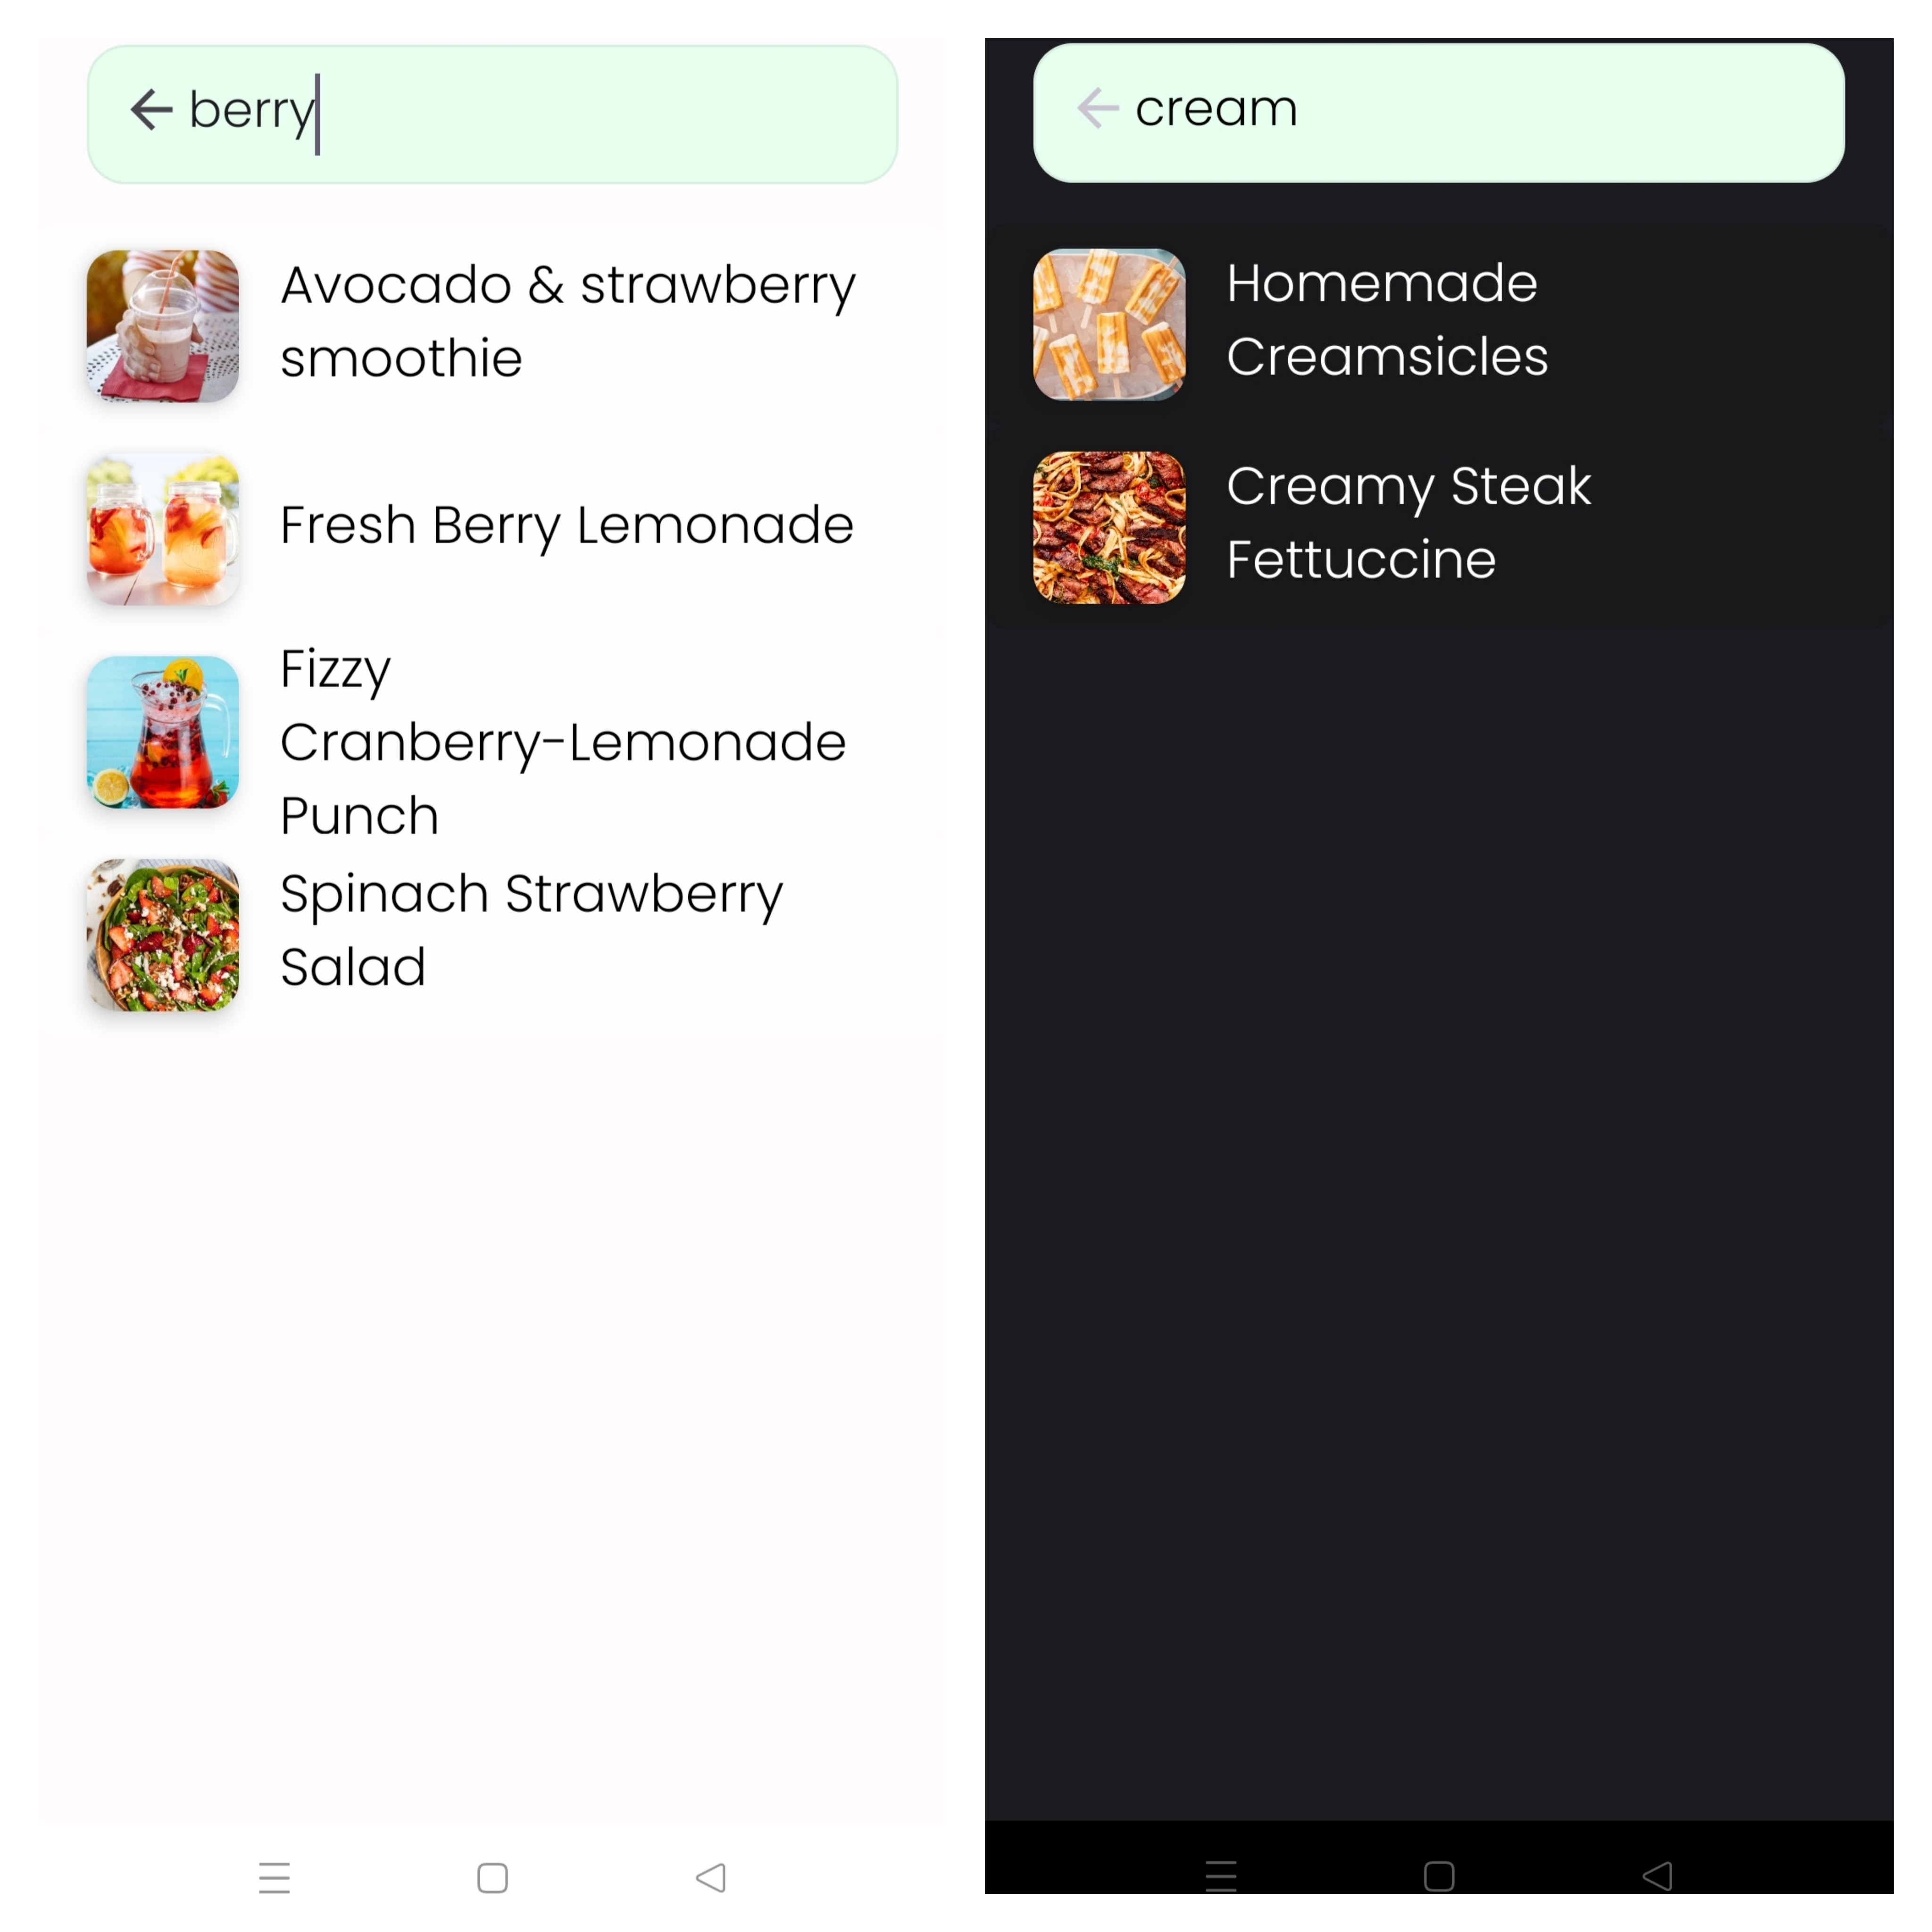 berry
Avocado & strawberry
smoothie
Fresh Berry Lemonade
Fizzy
Cranberry-Lemonade
Punch
Spinach Strawberry
Salad
cream
Homemade
Creamsicles
Creamy Steak
Fettuccine